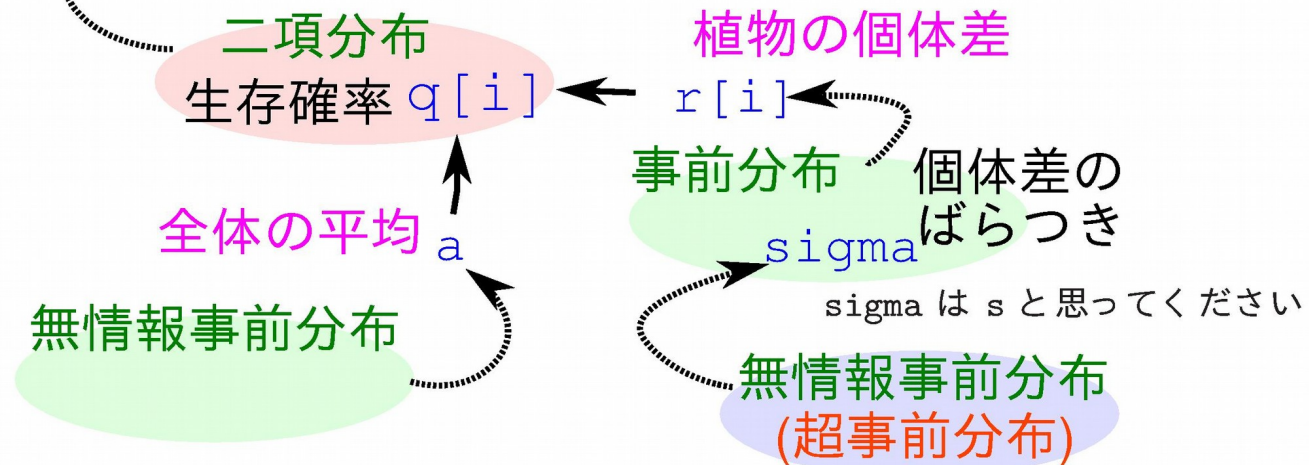 二項分布
植物の個体差
生存確率 q[i]
r[i]
事前分布
個体差の
ばらつき
全体の平均 a
sigma
sigma は s と思ってください
無情報事前分布
無情報事前分布
(超事前分布)